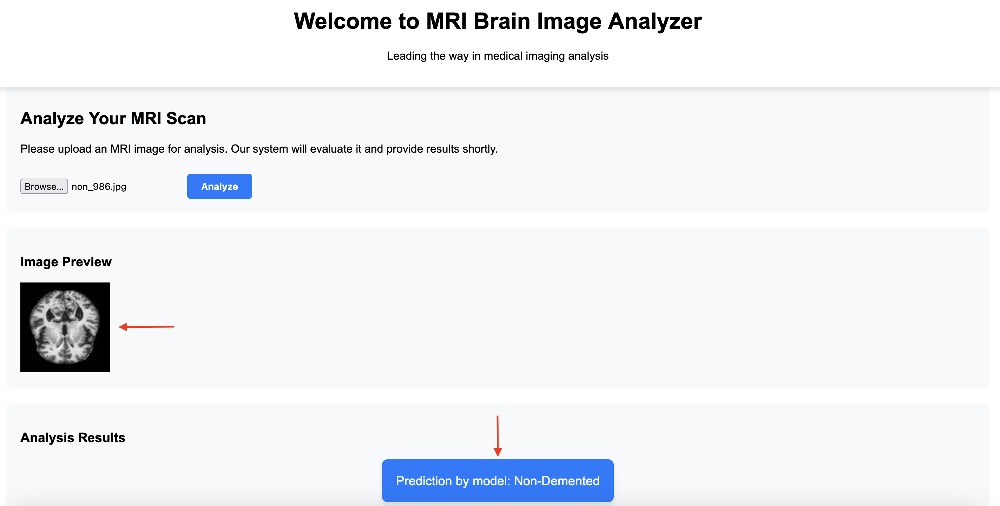 Welcome to MRI Brain Image Analyzer
Leading the way in medical imaging analysis
Analyze Your MRI Scan
Please upload an MRI image for analysis. Our system will evaluate it and provide results shortly.
Browse... non_986.jpg Analyze
Image Preview
Analysis Results
Prediction by model: Non-Demented